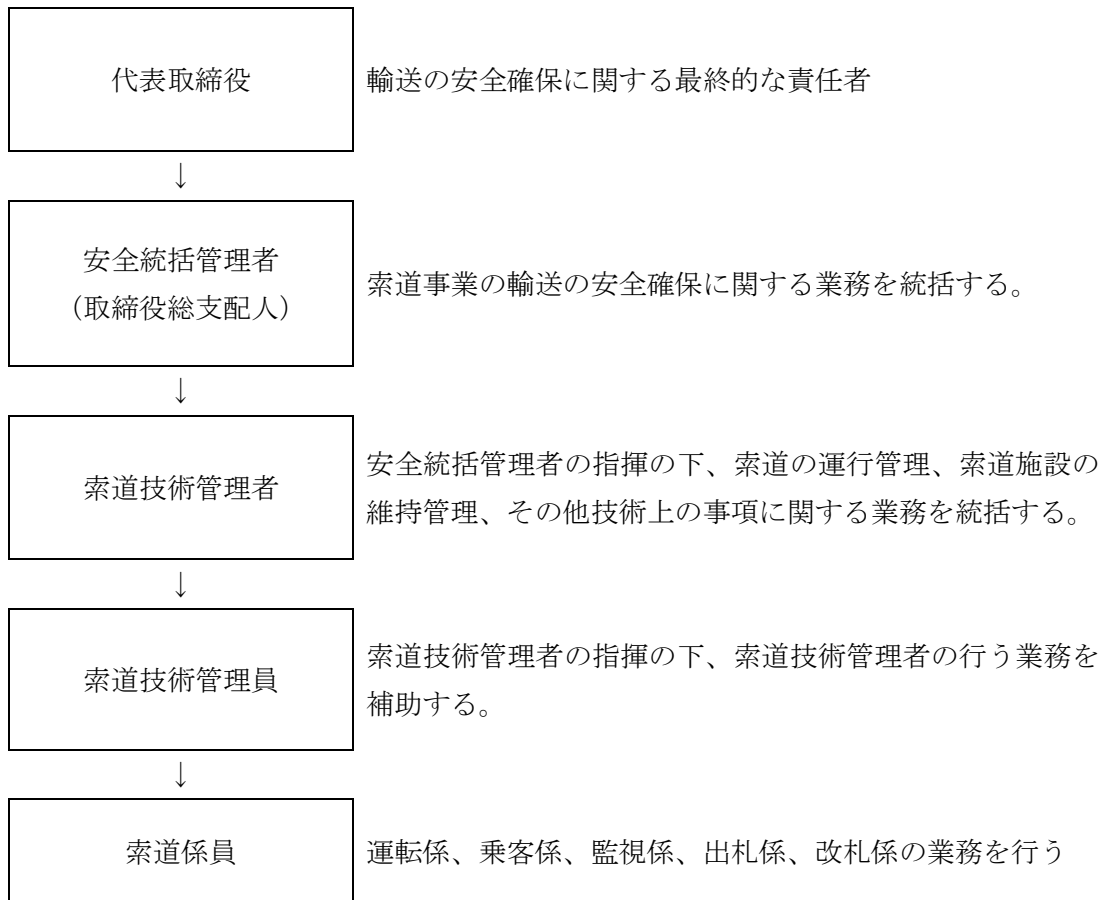 代表取締役
輸送の安全確保に関する最終的な責任者
↓
安全統括管理者
（取締役総支配人）
索道事業の輸送の安全確保に関する業務を統括する。
↓
索道技術管理者
安全統括管理者の指揮の下、索道の運行管理、索道施設の
維持管理、その他技術上の事項に関する業務を統括する。
↓
索道技術管理員
索道技術管理者の指揮の下、索道技術管理者の行う業務を
補助する。
↓
索道係員
運転係、乗客係、監視係、出札係、改札係の業務を行う